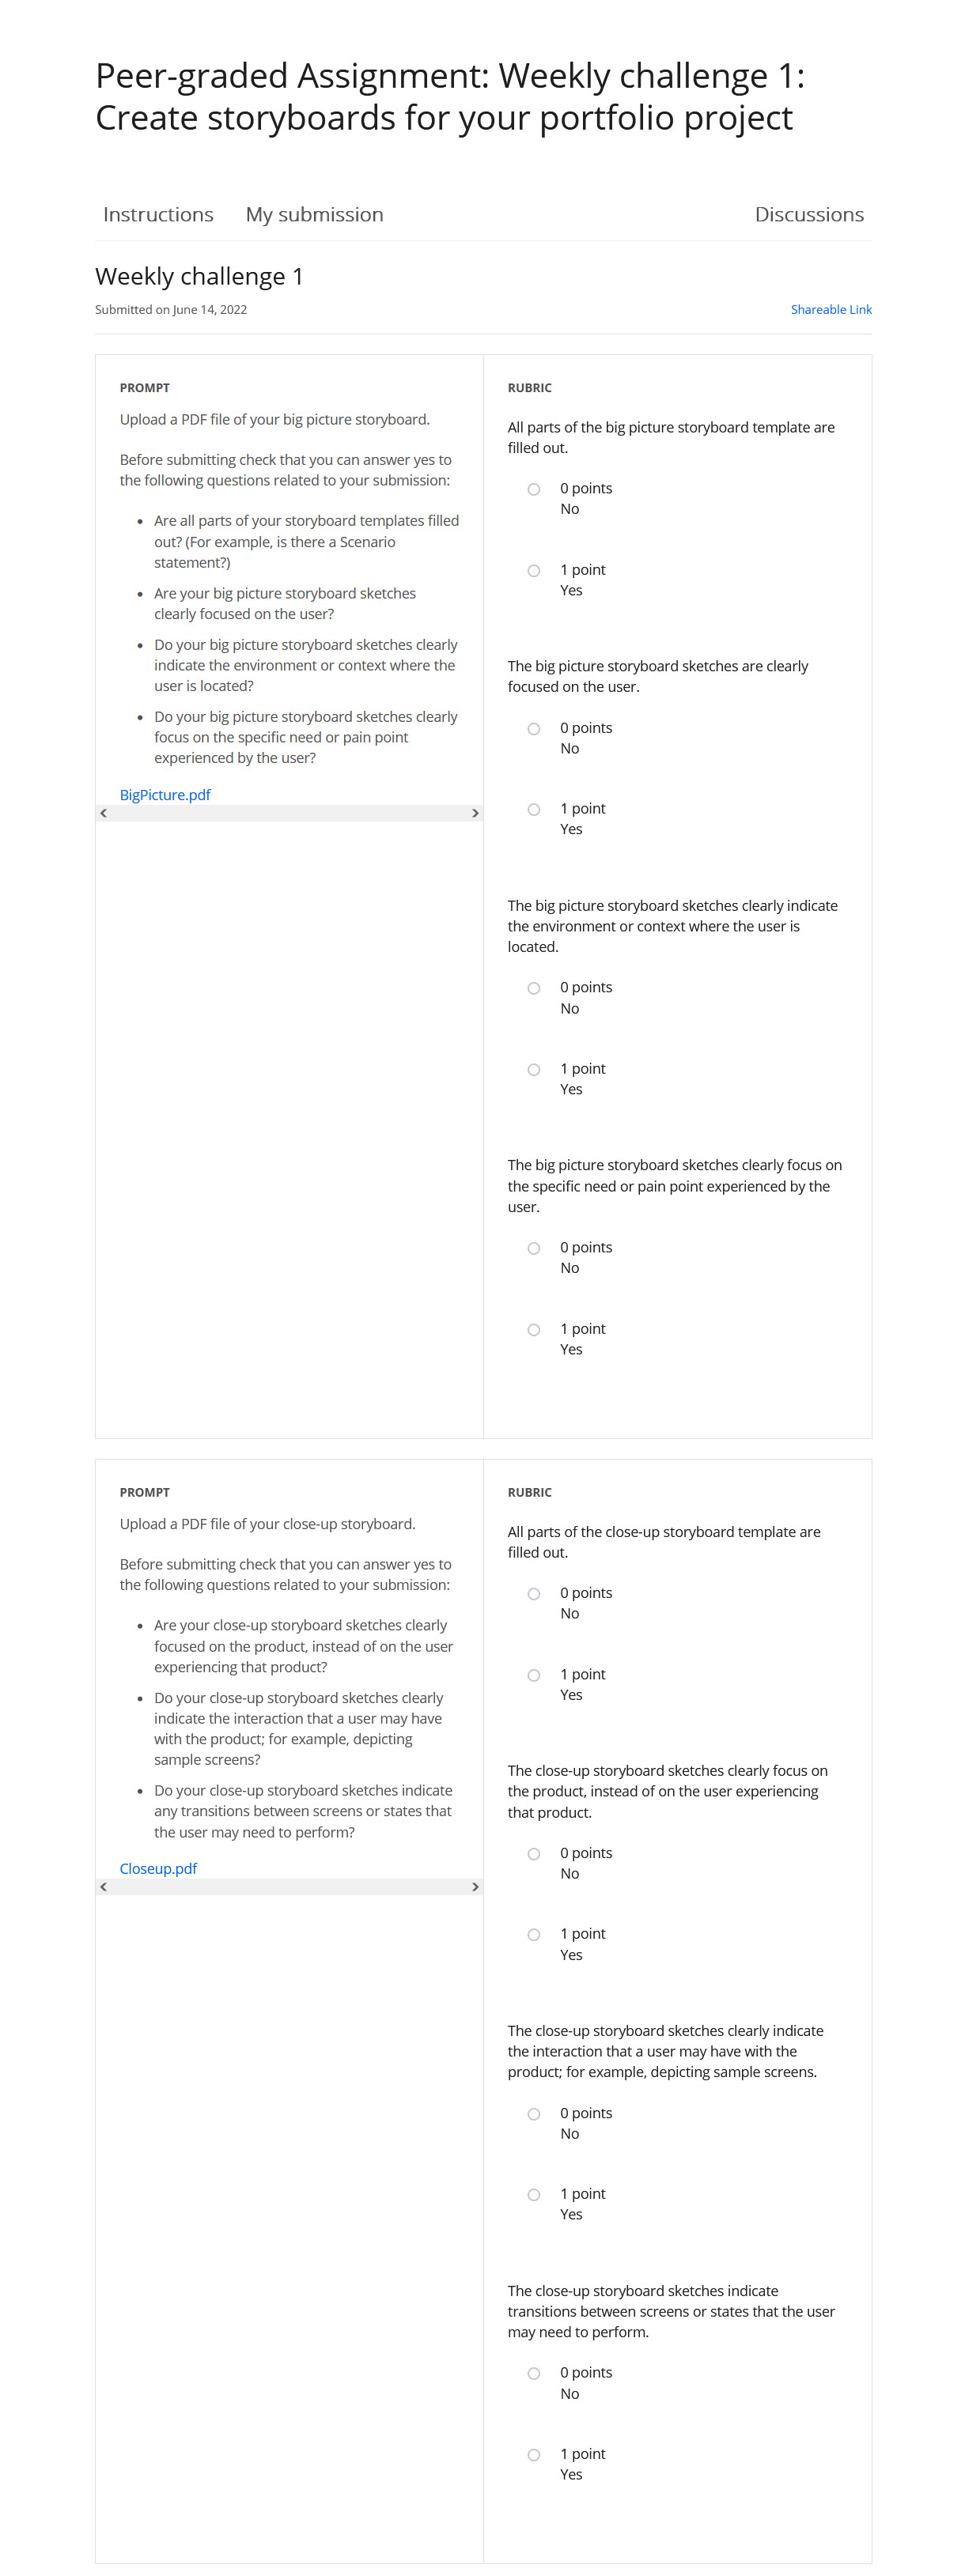 Peer-graded Assignment: Weekly challenge 1:
Create storyboards for your portfolio project
Instructions My submission Discussions
Weekly challenge 1
Submitted on June 14, 2022 Shareable Link
PROMPT
Upload a PDF file of your big picture storyboard.
Before submitting check that you can answer yes to
the following questions related to your submission:
• Are all parts of your storyboard templates filled
out? (For example, is there a Scenario
statement?)
• Are your big picture storyboard sketches
clearly focused on the user?
• Do your big picture storyboard sketches clearly
indicate the environment or context where the
user is located?
• Do your big picture storyboard sketches clearly
focus on the specific need or pain point
experienced by the user?
BigPicture.pdf
RUBRIC
All parts of the big picture storyboard template are
filled out.
0 points
No
1 point
Yes
The big picture storyboard sketches are clearly
focused on the user.
0 points
No
1 point
Yes
The big picture storyboard sketches clearly indicate
the environment or context where the user is
located.
0 points
No
1 point
Yes
The big picture storyboard sketches clearly focus on
the specific need or pain point experienced by the
user.
0 points
No
1 point
Yes
PROMPT
Upload a PDF file of your close-up storyboard.
Before submitting check that you can answer yes to
the following questions related to your submission:
• Are your close-up storyboard sketches clearly
focused on the product, instead of on the user
experiencing that product?
• Do your close-up storyboard sketches clearly
indicate the interaction that a user may have
with the product; for example, depicting
sample screens?
• Do your close-up storyboard sketches indicate
any transitions between screens or states that
the user may need to perform?
Closeup.pdf
RUBRIC
All parts of the close-up storyboard template are
filled out.
0 points
No
1 point
Yes
The close-up storyboard sketches clearly focus on
the product, instead of on the user experiencing
that product.
0 points
No
1 point
Yes
The close-up storyboard sketches clearly indicate
the interaction that a user may have with the
product; for example, depicting sample screens.
0 points
No
1 point
Yes
The close-up storyboard sketches indicate
transitions between screens or states that the user
may need to perform.
0 points
No
1 point
Yes